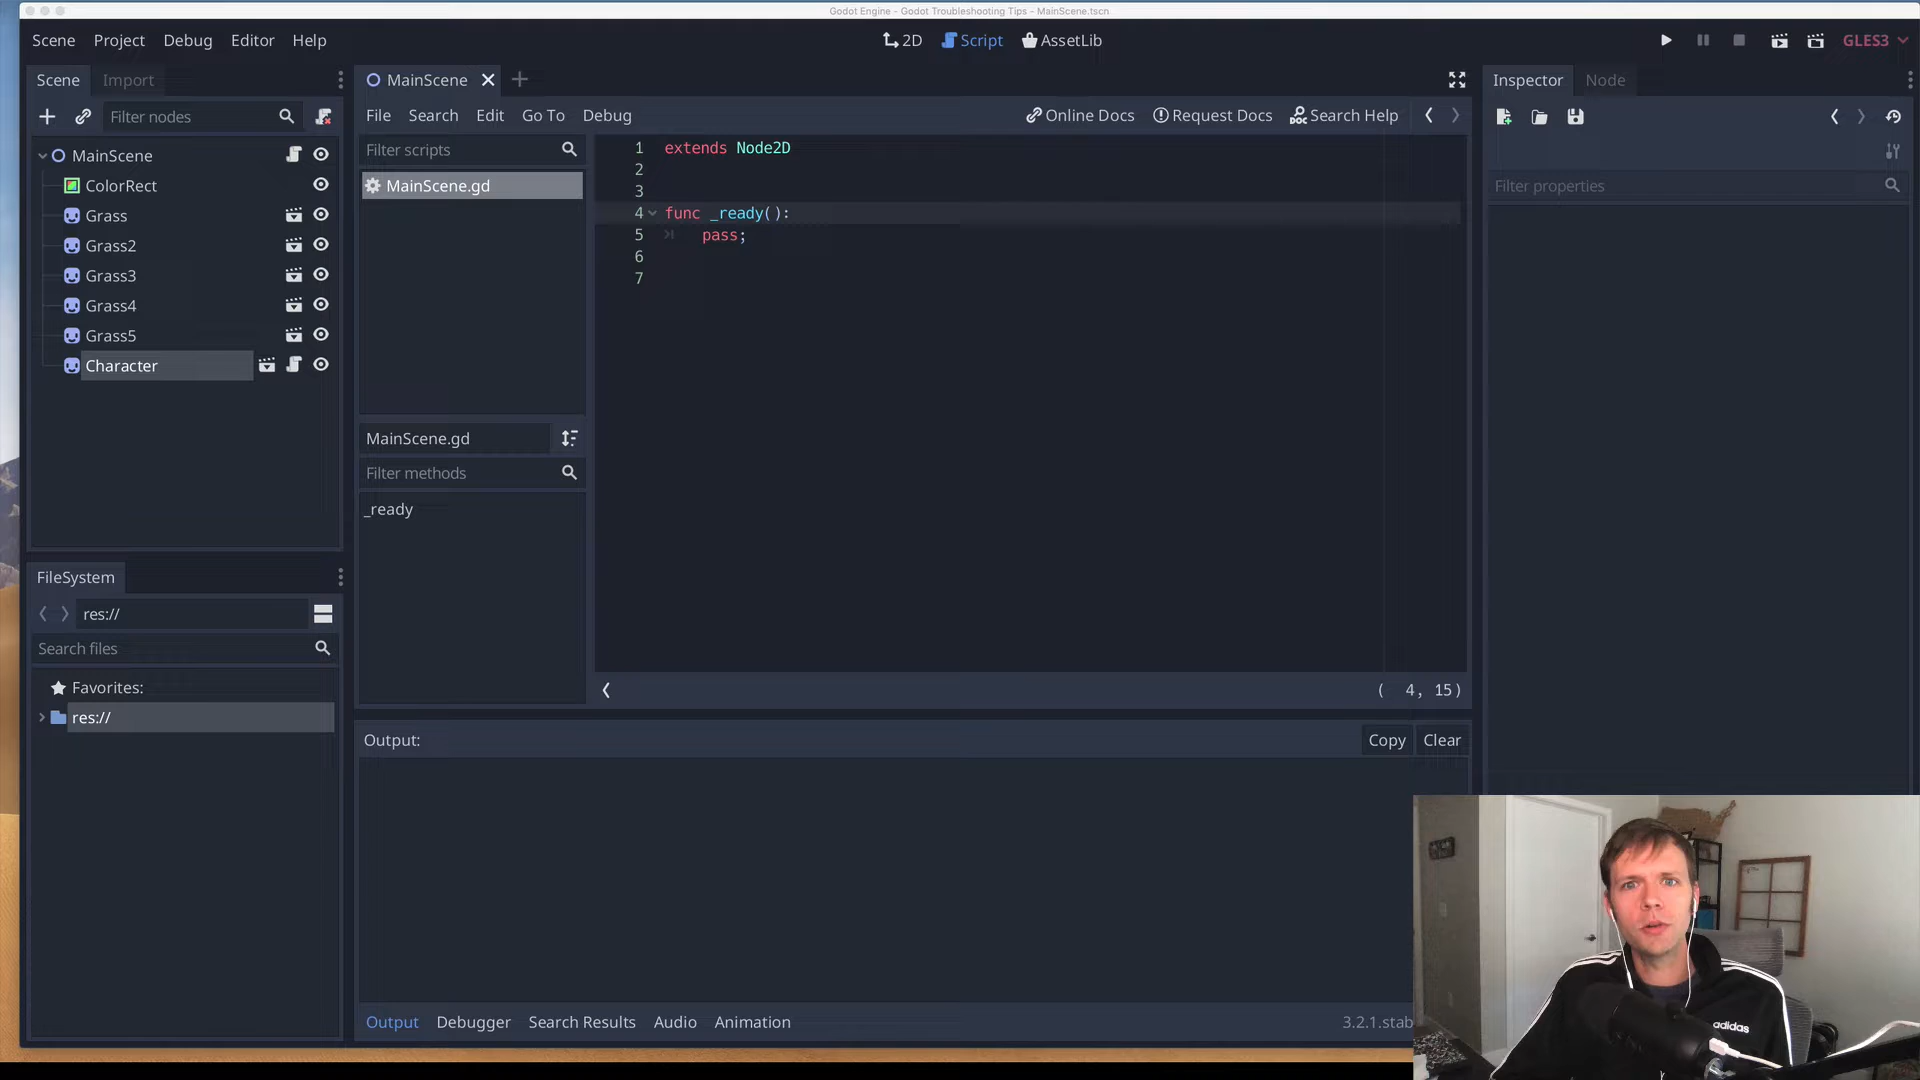 Godot Engine - Godot Troubleshooting Tips - MainScene.tscn
Scene Project Debug Editor Help
2D Script AssetLib
GLES3
Scene Import
Filter nodes
MainScene
ColorRect
Grass
Grass2
Grass3
Grass4
Grass5
Character
FileSystem
res://
Search files
Favorites:
res://
MainScene
File Search Edit Go To Debug
Online Docs Request Docs Search Help
Filter scripts
MainScene.gd
MainScene.gd
Filter methods
_ready
1 extends Node2D
2
3
4 func _ready():
5 pass;
6
7
( 4, 15)
Output:
Copy Clear
Output Debugger Search Results Audio Animation
3.2.1.stab
Inspector Node
Filter properties
adidas